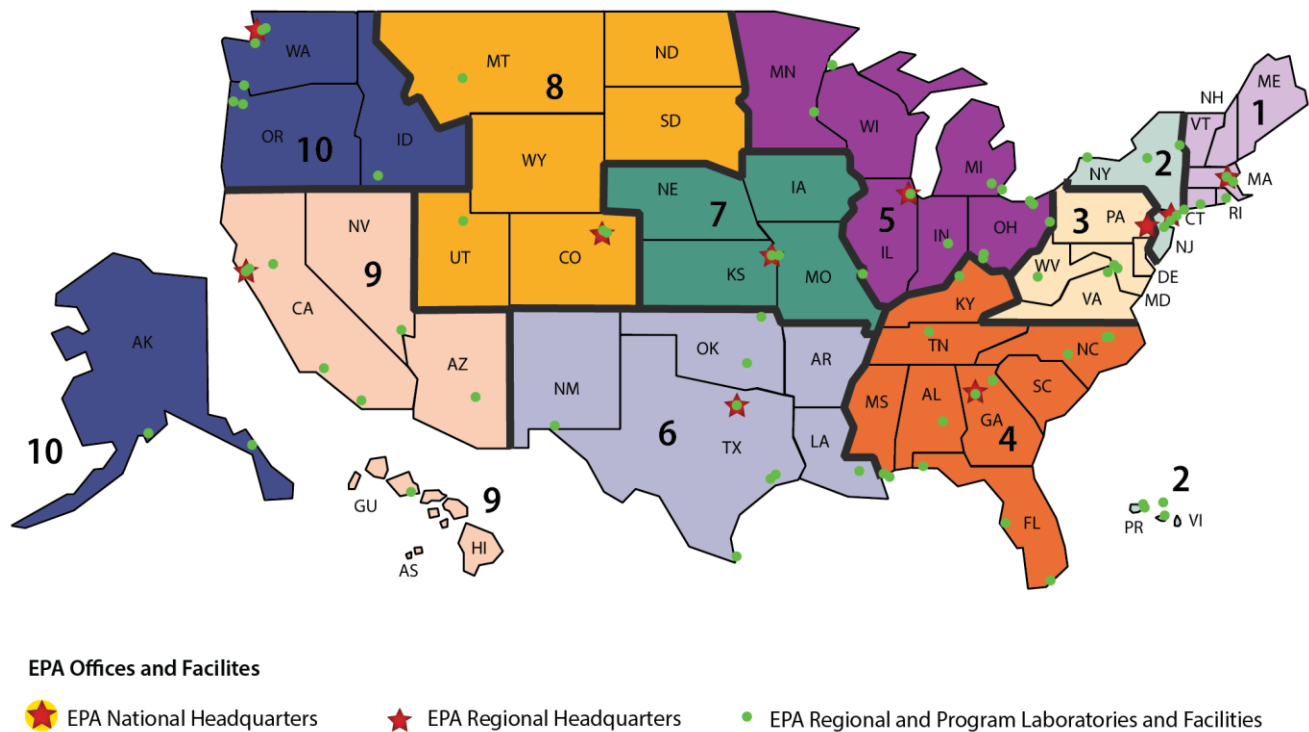 WA
MT
ND
MN
ME
8
NH
1
VT
OR
10
ID
SD
WI
MI
NY
2
MA
WY
NE
IA
7
RI
3
PA
CT
5
NV
UT
CO
KS
MO
IL
IN
OH
NJ
WV
DE
9
CA
VA
MD
KY
AK
OK
AR
TN
NC
AZ
NM
MS
AL
GA
SC
10
6
TX
LA
4
GU
9
2
FL
PR
VI
HI
AS
EPA Offices and Facilites
EPA National Headquarters
EPA Regional Headquarters
EPA Regional and Program Laboratories and Facilities